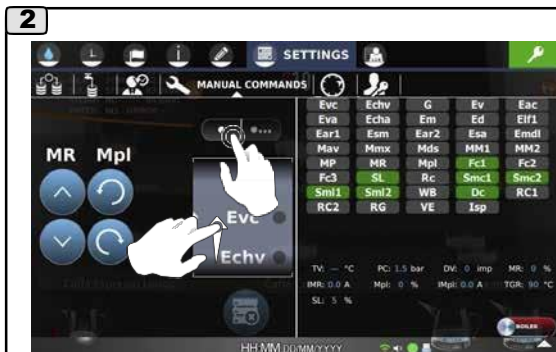 2
SETTINGS
MANUAL COMMANDS
MR Mpl
Evc
Echv
Evc Echv G Ev Eac
Eva Echa Em Ed Elf1
Ear1 Esm Ear2 Esa Emdl
Mav Mmx Mds MM1 MM2
MP MR Mpl Fc1 Fc2
Fc3 SL Rc Smc1 Smc2
Sml1 Sml2 WB Dc RC1
RC2 RG VE Isp
TV: — °C PC: 1.5 bar DV: 0 imp MR: 0 %
IMR: 0.0 A Mpl: 0 % IMpl: 0.0 A TGR: 90 °C
SL: 5 %
BOILER
HH:MM DD/MM/YYYY